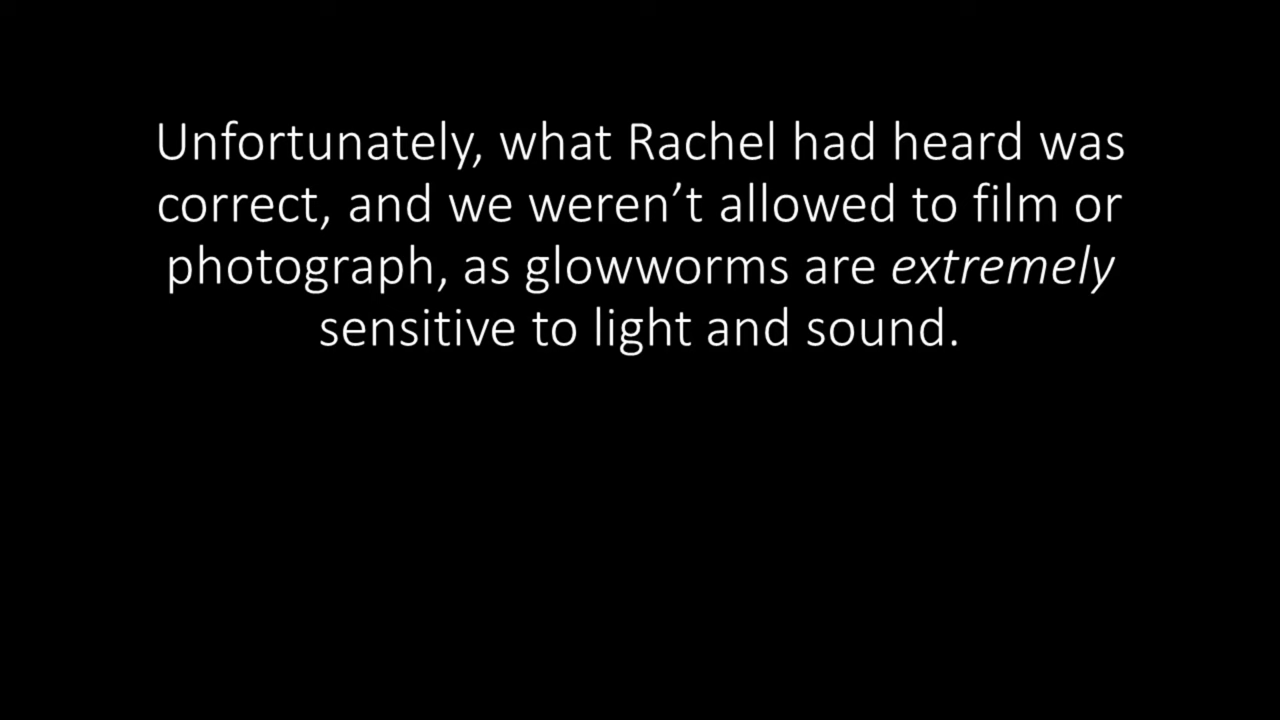 Unfortunately, what Rachel had heard was
correct, and we weren’t allowed to film or
photograph, as glowworms are extremely
sensitive to light and sound.